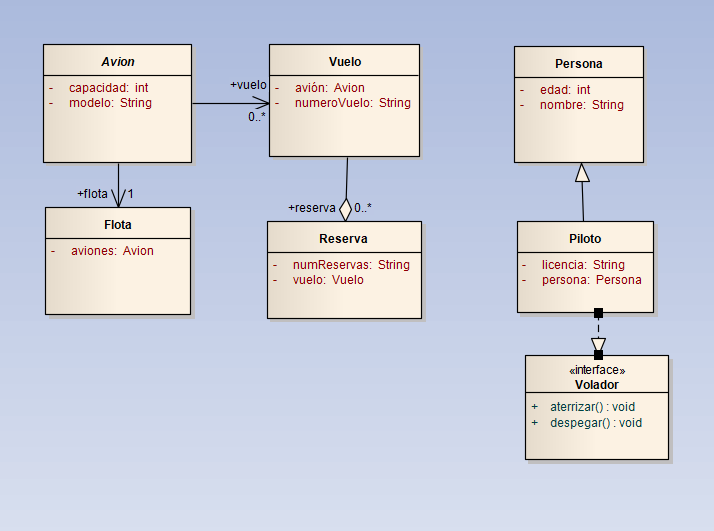 Avion
- capacidad: int
- modelo: String
+vuelo
0..*
Vuelo
- avión: Avion
- numeroVuelo: String
Persona
- edad: int
- nombre: String
+flota
1
Flota
- aviones: Avion
+reserva
0..*
Reserva
- numReservas: String
- vuelo: Vuelo
Piloto
- licencia: String
- persona: Persona
«interface»
Volador
+ aterrizar() : void
+ despegar() : void